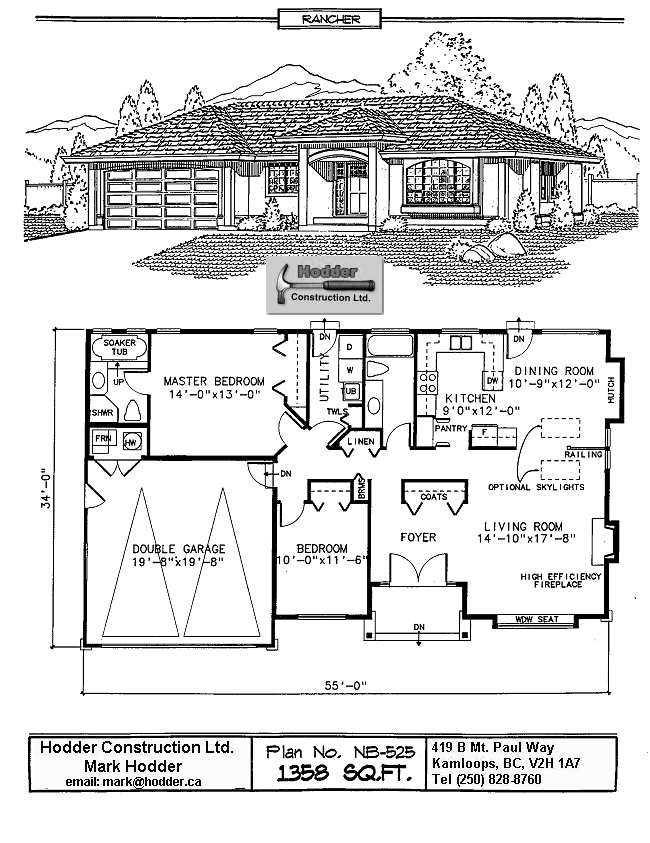 RANCHER
Hodder
Construction Ltd.
SOAKER
TUB
UP
SHWR
FRN
HW
MASTER BEDROOM
14'-0"x13'-0"
DN
UTILITY
D
W
TUB
TWLS
LINEN
BRMS
KITCHEN
9'0"x12'-0"
DW
PANTRY
F
DN
DINING ROOM
10'-9"x12'-0"
HUTCH
RAILING
OPTIONAL SKYLIGHTS
34'-0"
DN
DOUBLE GARAGE
19'-8"x19'-8"
BEDROOM
10'-0"x11'-6"
COATS
FOYER
LIVING ROOM
14'-10"x17'-8"
HIGH EFFICIENCY
FIREPLACE
WDW SEAT
DN
55'-0"
Hodder Construction Ltd.
Mark Hodder
email: mark@hodder.ca
Plan No. NB-525
1358 SQ.FT.
419 B Mt. Paul Way
Kamloops, BC, V2H 1A7
Tel (250) 828-8760